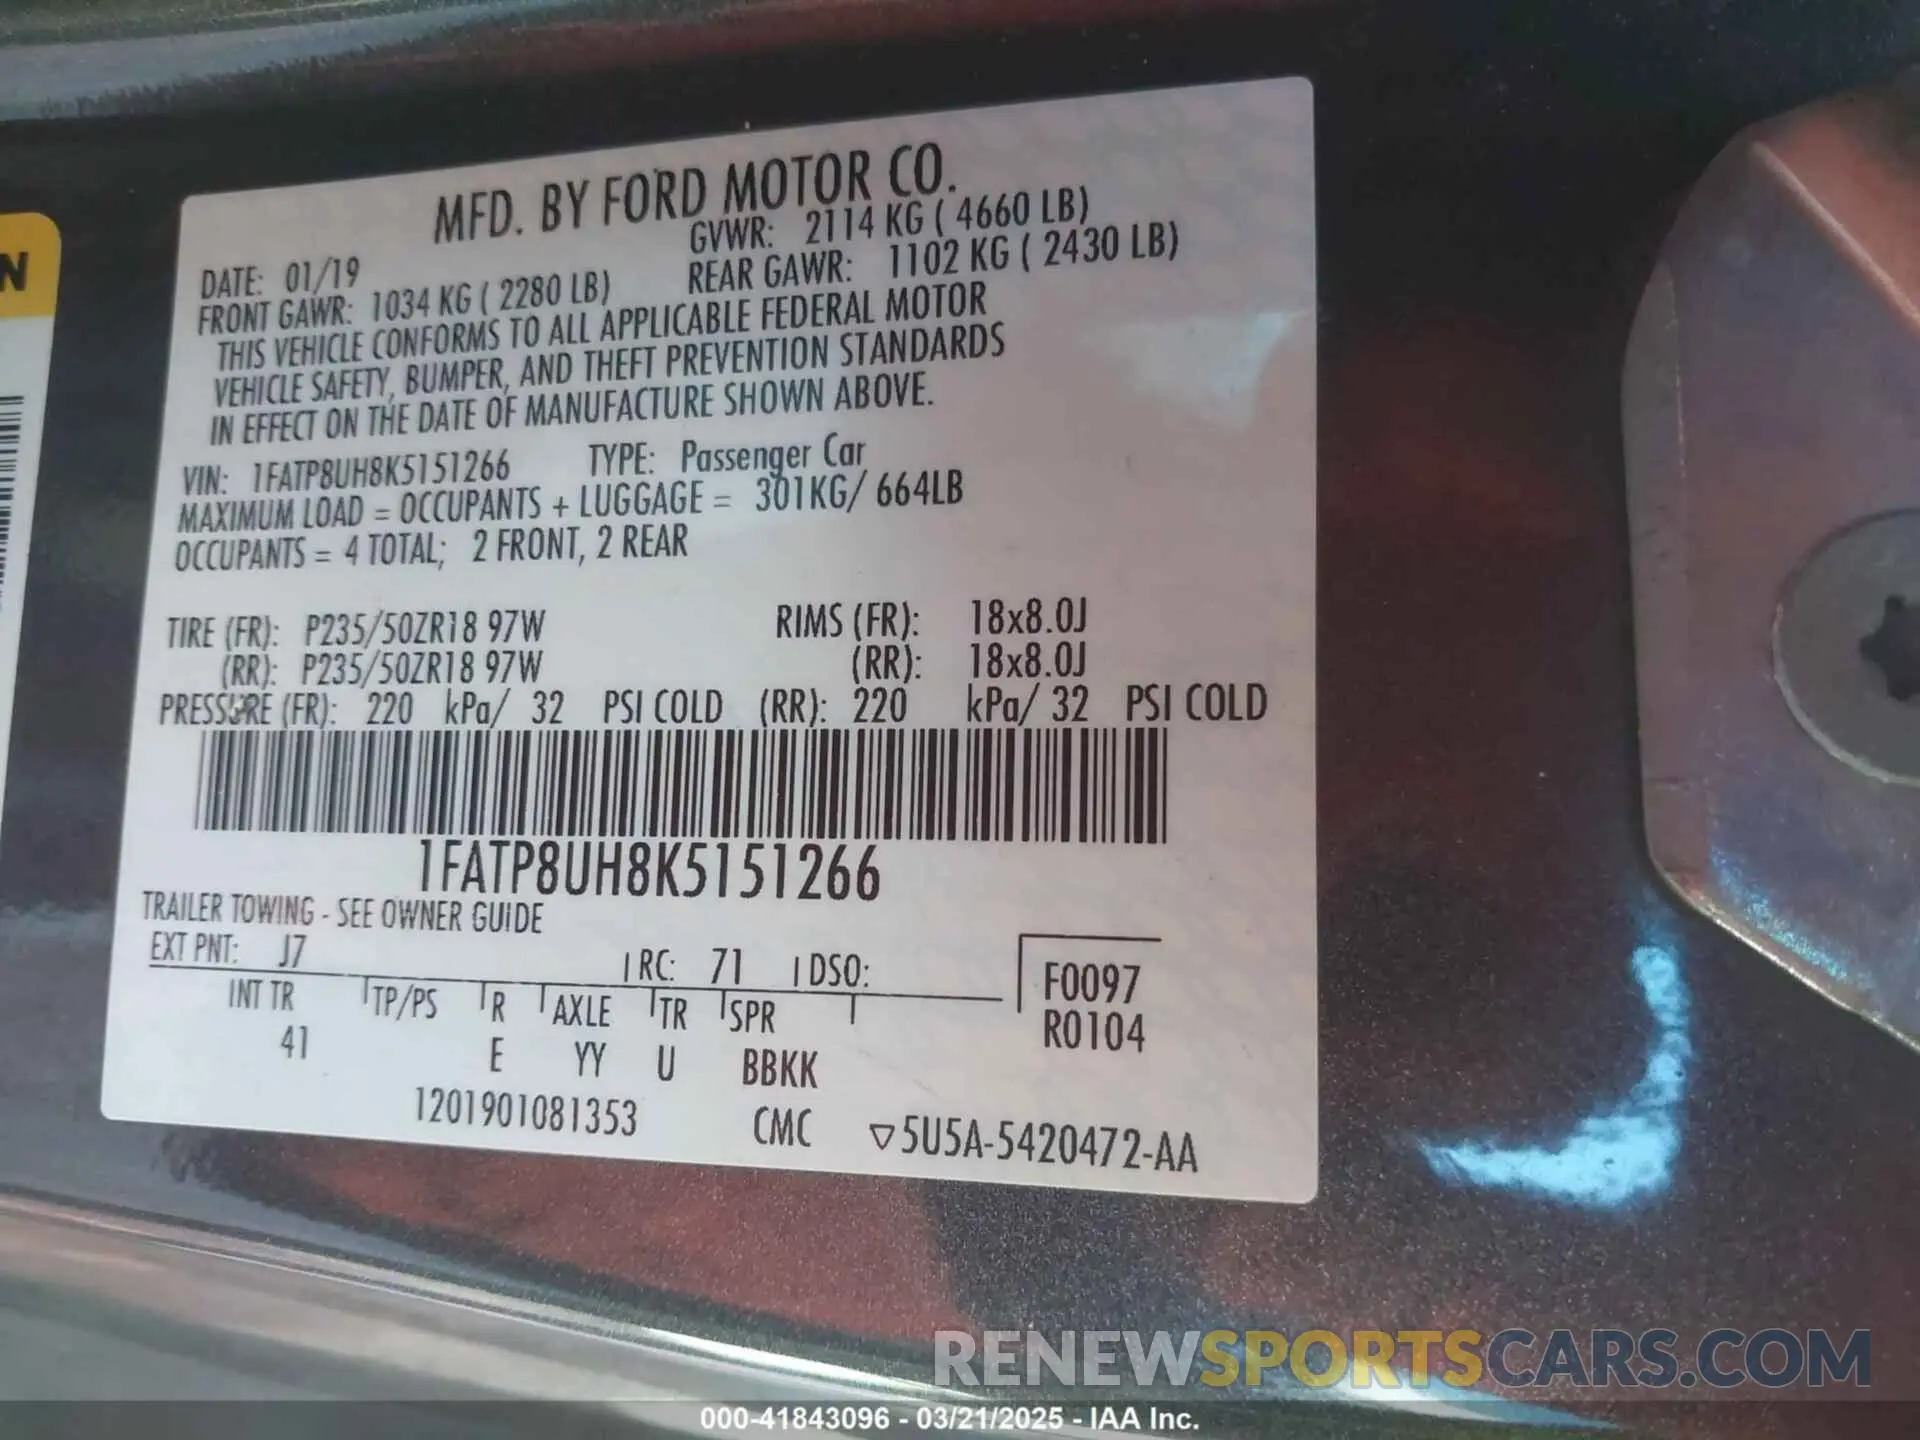 N
MFD. BY FORD MOTOR CO.
DATE: 01/19 GVWR: 2114 KG ( 4660 LB)
FRONT GAWR: 1034 KG ( 2280 LB) REAR GAWR: 1102 KG ( 2430 LB)
THIS VEHICLE CONFORMS TO ALL APPLICABLE FEDERAL MOTOR
VEHICLE SAFETY, BUMPER, AND THEFT PREVENTION STANDARDS
IN EFFECT ON THE DATE OF MANUFACTURE SHOWN ABOVE.
VIN: 1FATP8UH8K5151266 TYPE: Passenger Car
MAXIMUM LOAD = OCCUPANTS + LUGGAGE = 301KG/ 664LB
OCCUPANTS = 4 TOTAL; 2 FRONT, 2 REAR
TIRE (FR): P235/50ZR18 97W RIMS (FR): 18x8.0J
(RR): P235/50ZR18 97W (RR): 18x8.0J
PRESSURE (FR): 220 kPa/ 32 PSI COLD (RR): 220 kPa/ 32 PSI COLD
1FATP8UH8K5151266
TRAILER TOWING - SEE OWNER GUIDE
EXT PNT: J7 RC: 71 DSO:
INT TR TP/PS R AXLE TR SPR F0097
41 E YY U BBKK R0104
1201901081353 CMC ▽5U5A-5420472-AA
RENEWSPORTSCARS.COM
000-41843096 - 03/21/2025 - IAA Inc.